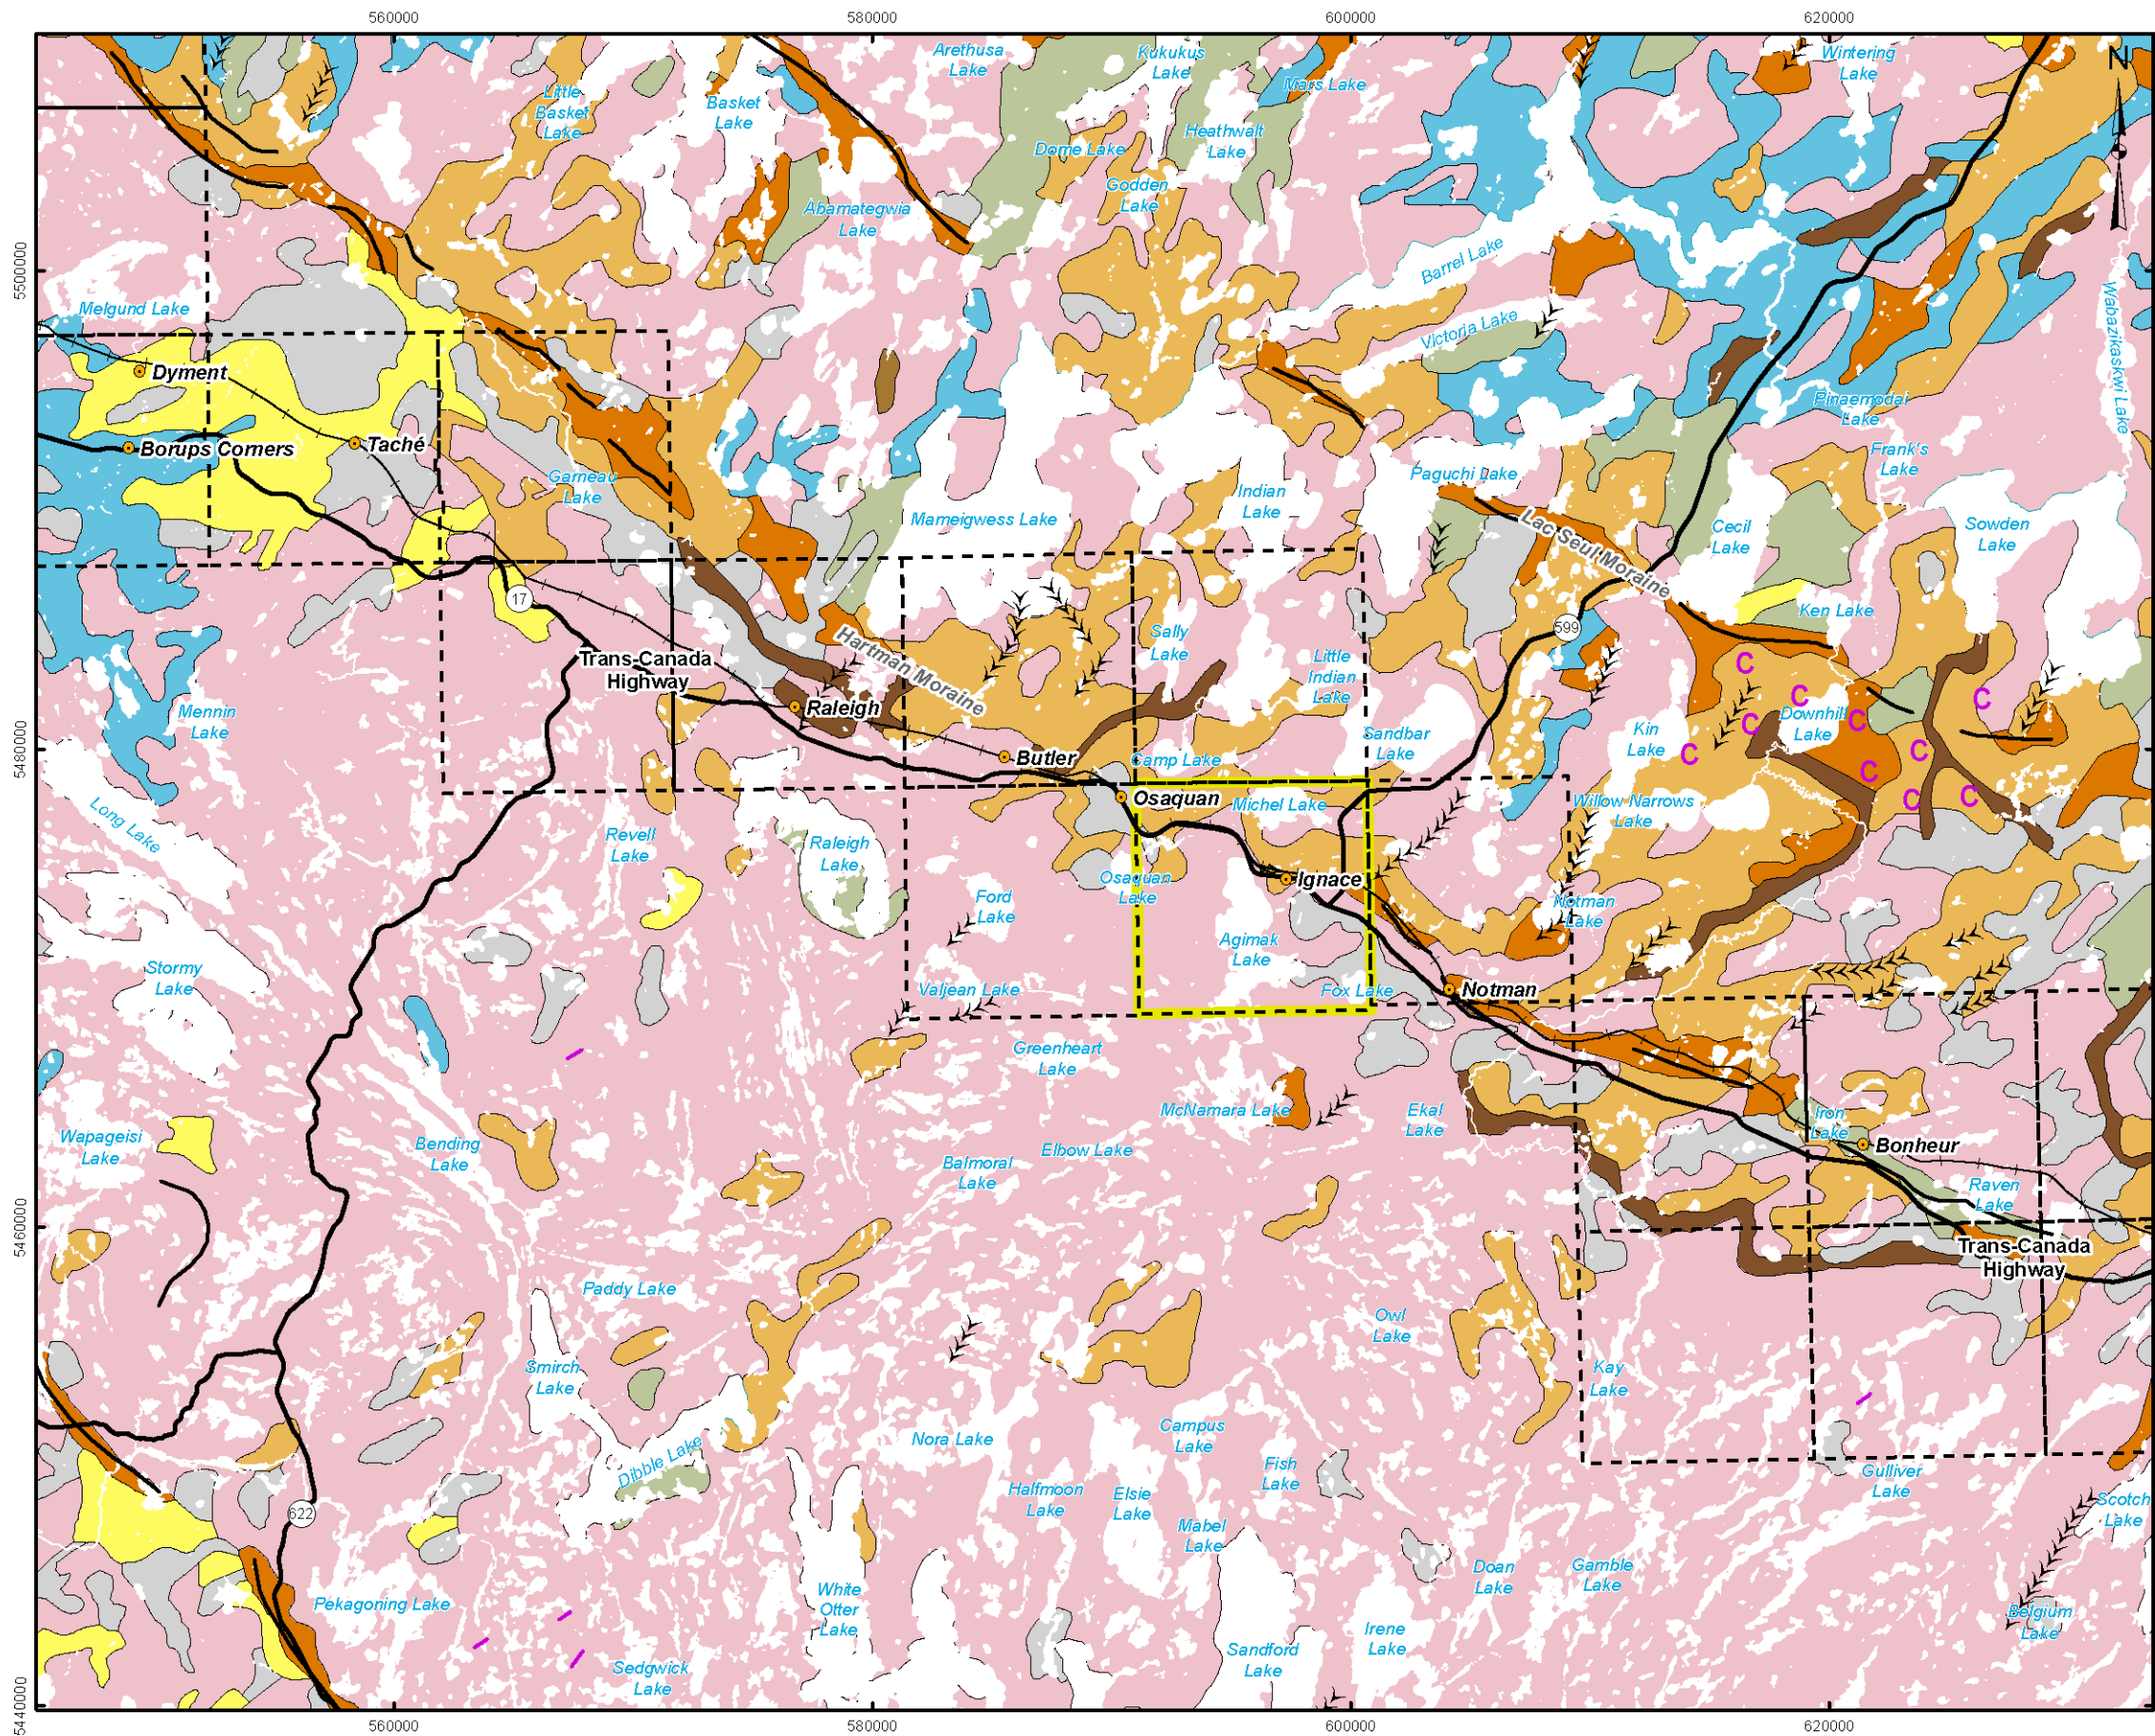 560000
580000
600000
620000
N
Arethusa
Lake
Kukukus
Lake
Mars Lake
Wintering
Lake
Little
Basket
Lake
Basket
Lake
Heathwalt
Lake
Dome Lake
Godden
Lake
Abamategwia
Lake
5500000
Barrel Lake
Melgund Lake
Victoria Lake
Wabazikaskwi Lake
Dyment
Pinaemodai
Lake
Borups Corners
Taché
Frank's
Lake
Garneau
Lake
Paguchi Lake
Indian
Lake
Mameigwess Lake
Cecil
Lake
Sowden
Lake
Lac Seul Moraine
17
Ken Lake
599
Sally
Lake
Hartman Moraine
Trans-Canada
Highway
Little
Indian
Lake
C
C
C
C
C
C
C
C
C
C
Raleigh
Mennin
Lake
Downhill
Lake
Kin
Lake
Sandbar
Lake
5480000
Butler
Camp Lake
Osaquan
Michel Lake
Willow Narrows
Lake
Long Lake
Revell
Lake
Raleigh
Lake
Osaquan
Lake
Ignace
Ford
Lake
Notman
Lake
Agimak
Lake
Stormy
Lake
Valjean Lake
Fox Lake
Notman
Greenheart
Lake
McNamara Lake
Ekal
Lake
Iron
Lake
Wapageisi
Lake
Bending
Lake
Elbow Lake
Balmoral
Lake
Bonheur
Raven
Lake
5460000
Trans-Canada
Highway
Paddy Lake
Owl
Lake
Smirch
Lake
Kay
Lake
Campus
Lake
Nora Lake
Dibble Lake
Fish
Lake
Gulliver
Lake
Halfmoon
Lake
Elsie
Lake
Scotch
Lake
622
Mabel
Lake
Doan
Lake
Gamble
Lake
Pekagoning Lake
White
Otter
Lake
Belgium
Lake
Irene
Lake
Sandford
Lake
Sedgwick
Lake
5440000
560000
580000
600000
620000